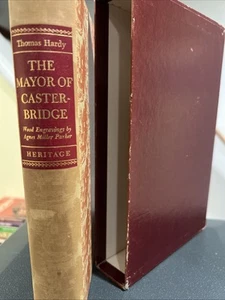 Thomas Hardy
THE
MAYOR OF
CASTER-
BRIDGE
Wood Engravings by
Agnes Miller Parker
HERITAGE